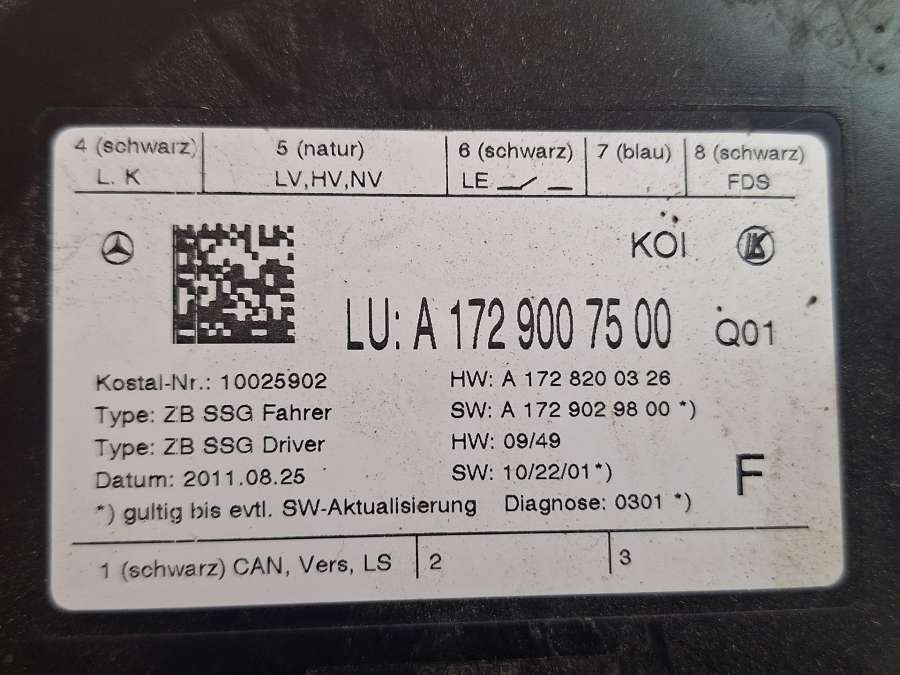 4 (schwarz) 5 (natur) 6 (schwarz) 7 (blau) 8 (schwarz)
L. K LV,HV,NV LE FDS
KÖI
LU: A 172 900 75 00 Q01
Kostal-Nr.: 10025902 HW: A 172 820 03 26
Type: ZB SSG Fahrer SW: A 172 902 98 00 *)
Type: ZB SSG Driver HW: 09/49
Datum: 2011.08.25 SW: 10/22/01*)
F
*) gultig bis evtl. SW-Aktualisierung Diagnose: 0301 *)
1 (schwarz) CAN, Vers, LS 2 3